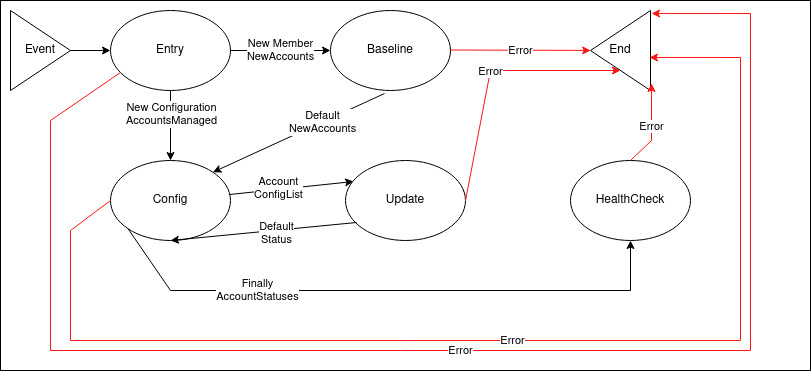 Event
Entry
New Member
NewAccounts
Baseline
Error
End
Error
New Configuration
AccountsManaged
Default
NewAccounts
Error
Config
Account
ConfigList
Update
HealthCheck
Default
Status
Finally
AccountStatuses
Error
Error